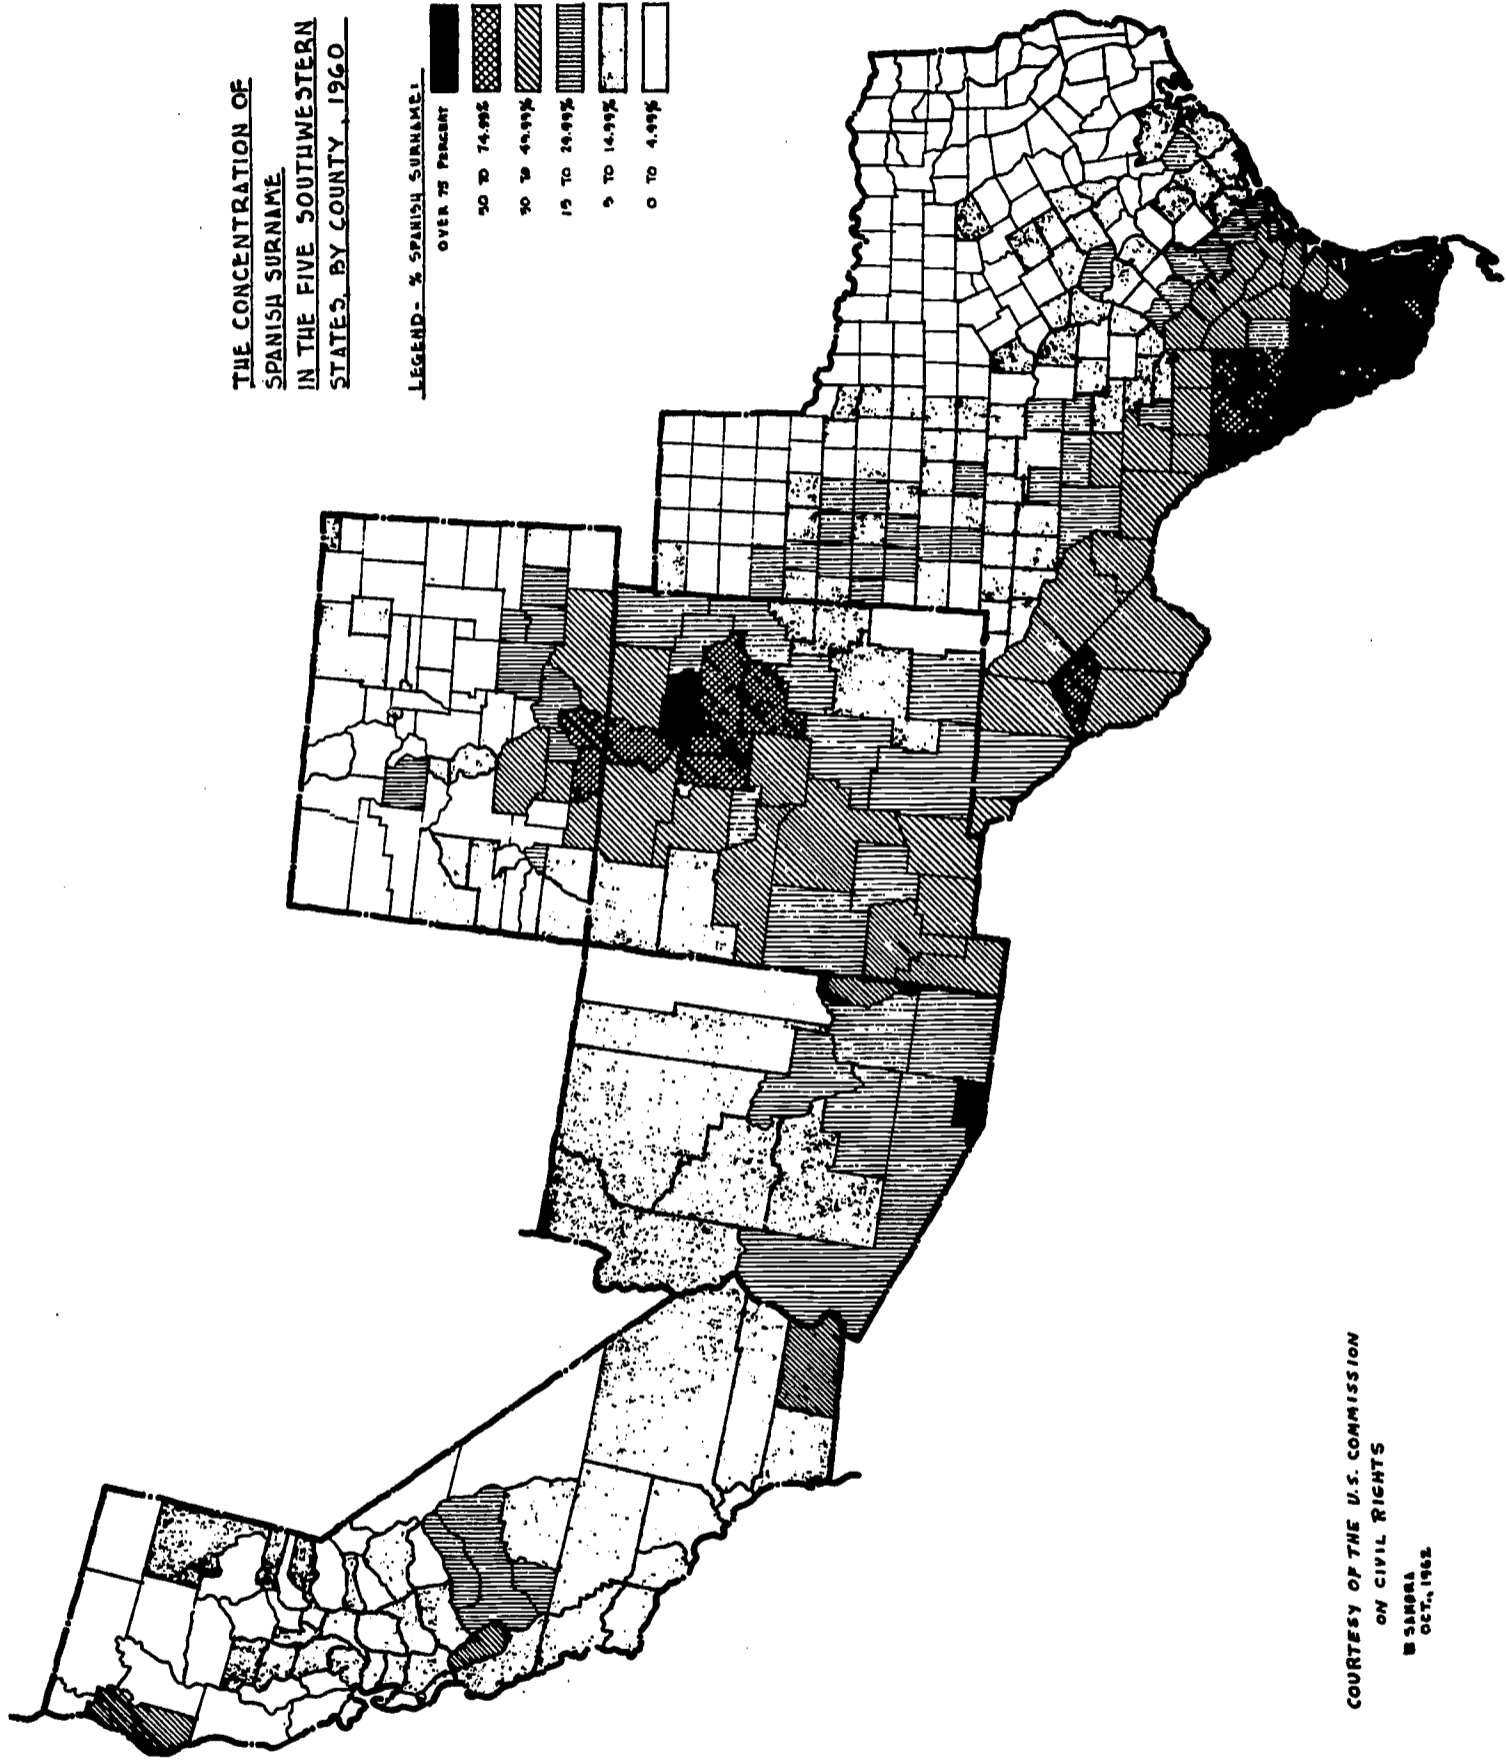 THE CONCENTRATION OF
SPANISH SURNAME
IN THE FIVE SOUTHWESTERN
STATES, BY COUNTY, 1960
LEGEND- % SPANISH SURNAME:
OVER 75 PERCENT
50 TO 74.99%
30 TO 49.99%
15 TO 29.99%
5 TO 14.99%
0 TO 4.99%
COURTESY OF THE U.S. COMMISSION
ON CIVIL RIGHTS
OCT., 1962